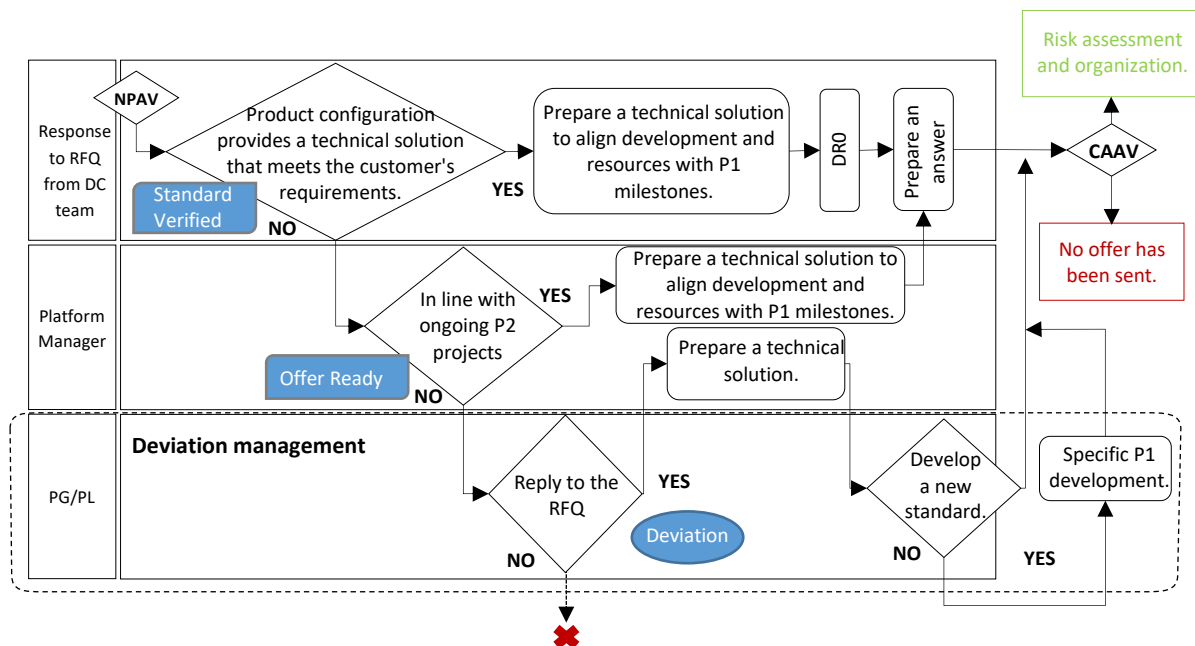 Risk assessment
and organization.
Response
to RFQ
from DC
team
NPAV
Product configuration
provides a technical solution
that meets the customer's
requirements.
Standard
Verified
NO
YES
Prepare a technical solution
to align development and
resources with P1
milestones.
DR0
Prepare an
answer
CAAV
No offer has
been sent.
Platform
Manager
In line with
ongoing P2
projects
Offer Ready
NO
YES
Prepare a technical solution to
align development and
resources with P1 milestones.
Prepare a technical
solution.
PG/PL
Deviation management
Reply to the
RFQ
YES
NO
Deviation
Develop
a new
standard.
NO
YES
Specific P1
development.